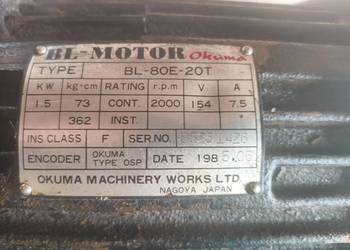 BL-MOTOR Okuma
TYPE BL-80E-20T
KW kg-cm RATING r.p.m V A
1.5 73 CONT. 2000 154 7.5
362 INST.
INS.CLASS F SER.NO.
ENCODER OKUMA TYPE OSP DATE 198
OKUMA MACHINERY WORKS LTD.
NAGOYA JAPAN